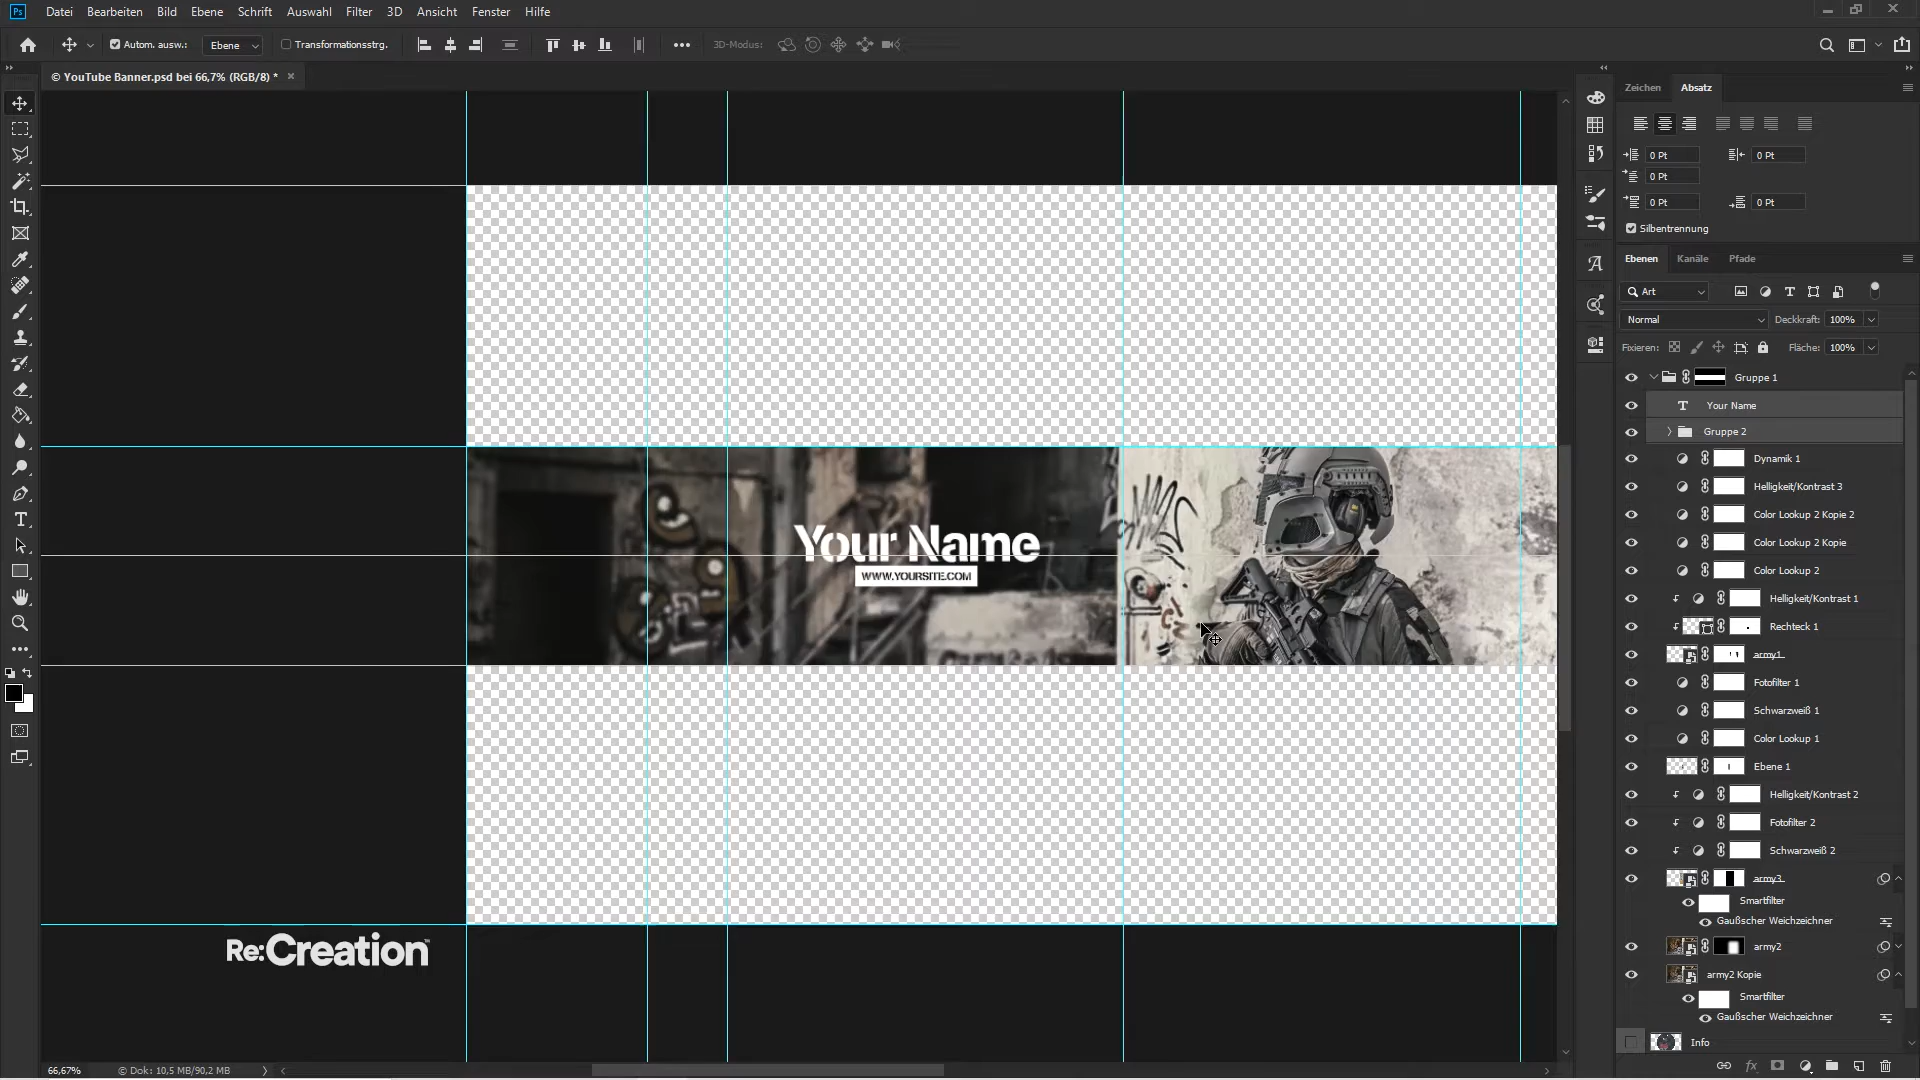 Ps Datei Bearbeiten Bild Ebene Schrift Auswahl Filter 3D Ansicht Fenster Hilfe
Autom. ausw.: Ebene Transformationsstrg. 3D-Modus:
© YouTube Banner.psd bei 66,7% (RGB/8) *
Zeichen Absatz
0 Pt 0 Pt
0 Pt
0 Pt 0 Pt
Silbentrennung
Ebenen Kanäle Pfade
Art
Normal Deckkraft: 100%
Fixieren: Fläche: 100%
Gruppe 1
Your Name
Gruppe 2
Dynamik 1
Helligkeit/Kontrast 3
Color Lookup 2 Kopie 2
Color Lookup 2 Kopie
Color Lookup 2
Helligkeit/Kontrast 1
Rechteck 1
army1
Fotofilter 1
Schwarzweiß 1
Color Lookup 1
Ebene 1
Helligkeit/Kontrast 2
Fotofilter 2
Schwarzweiß 2
army3
Smartfilter
Gaußscher Weichzeichner
army2
army2 Kopie
Smartfilter
Gaußscher Weichzeichner
Info
Your Name
WWW.YOURSITE.COM
Re:Creation
66,67% © Dok: 10,5 MB/90,2 MB